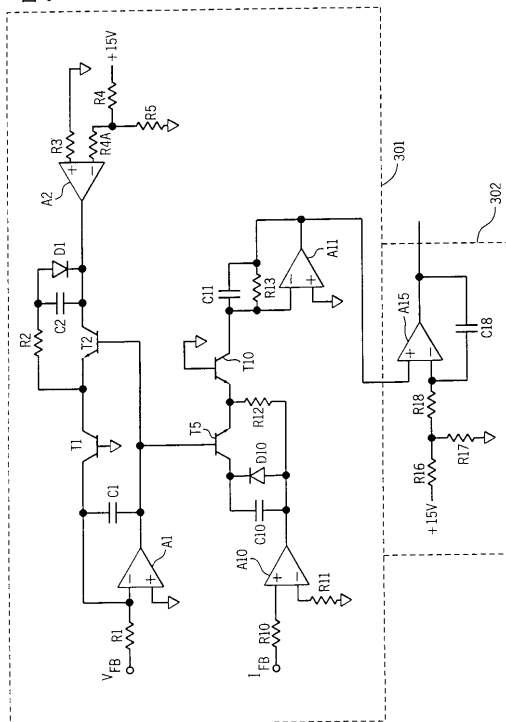 +15V
R4
R5
R3
R4A
+
−
A2
301
302
D1
C2
R2
T2
T1
C1
A1
−
+
R1
VFB
C11
R13
A11
−
+
T10
T5
R12
D10
C10
A10
+
−
R11
R10
IFB
A15
+
−
C18
R18
R16
R17
+15V